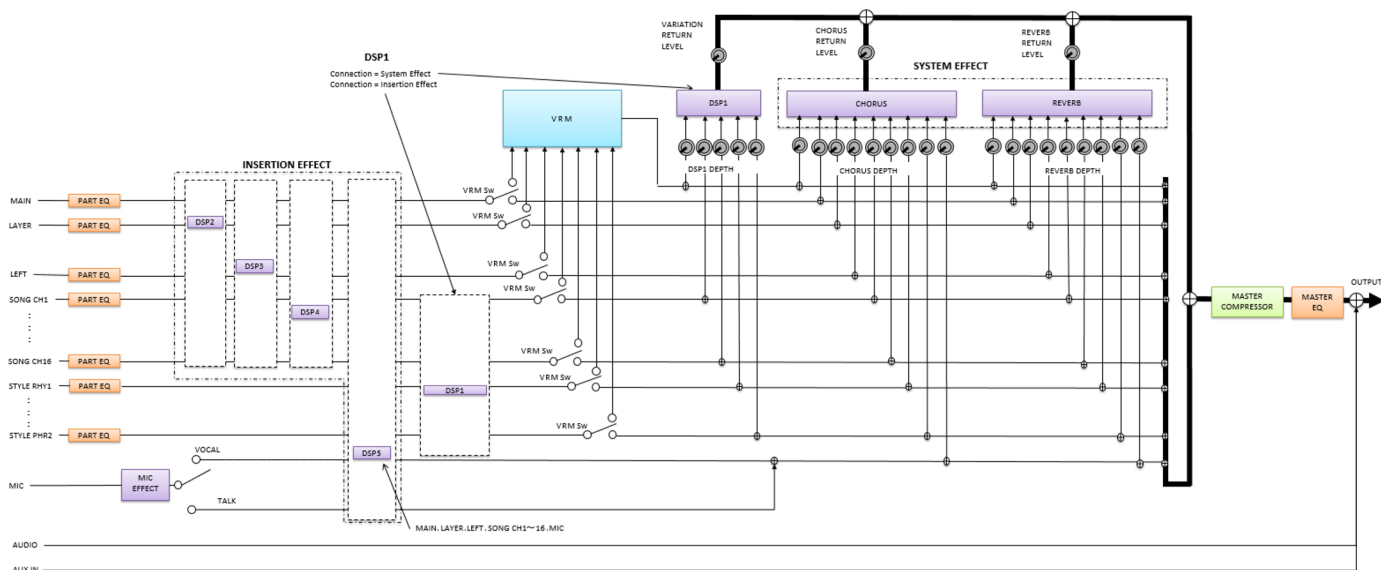 VARIATION
RETURN
LEVEL
CHORUS
RETURN
LEVEL
REVERB
RETURN
LEVEL
DSP1
Connection = System Effect
Connection = Insertion Effect
SYSTEM EFFECT
VRM
DSP1
CHORUS
REVERB
DSP1 DEPTH
CHORUS DEPTH
REVERB DEPTH
INSERTION EFFECT
MAIN
PART EQ
VRM Sw
LAYER
PART EQ
DSP2
VRM Sw
LEFT
PART EQ
DSP3
VRM Sw
SONG CH1
PART EQ
DSP4
VRM Sw
MASTER
COMPRESSOR
MASTER
EQ
OUTPUT
SONG CH16
PART EQ
VRM Sw
STYLE RHY1
PART EQ
DSP1
VRM Sw
STYLE PHR2
PART EQ
VRM Sw
VOCAL
DSP5
MIC
MIC
EFFECT
TALK
MAIN, LAYER, LEFT, SONG CH1～16, MIC
AUDIO
AUX IN